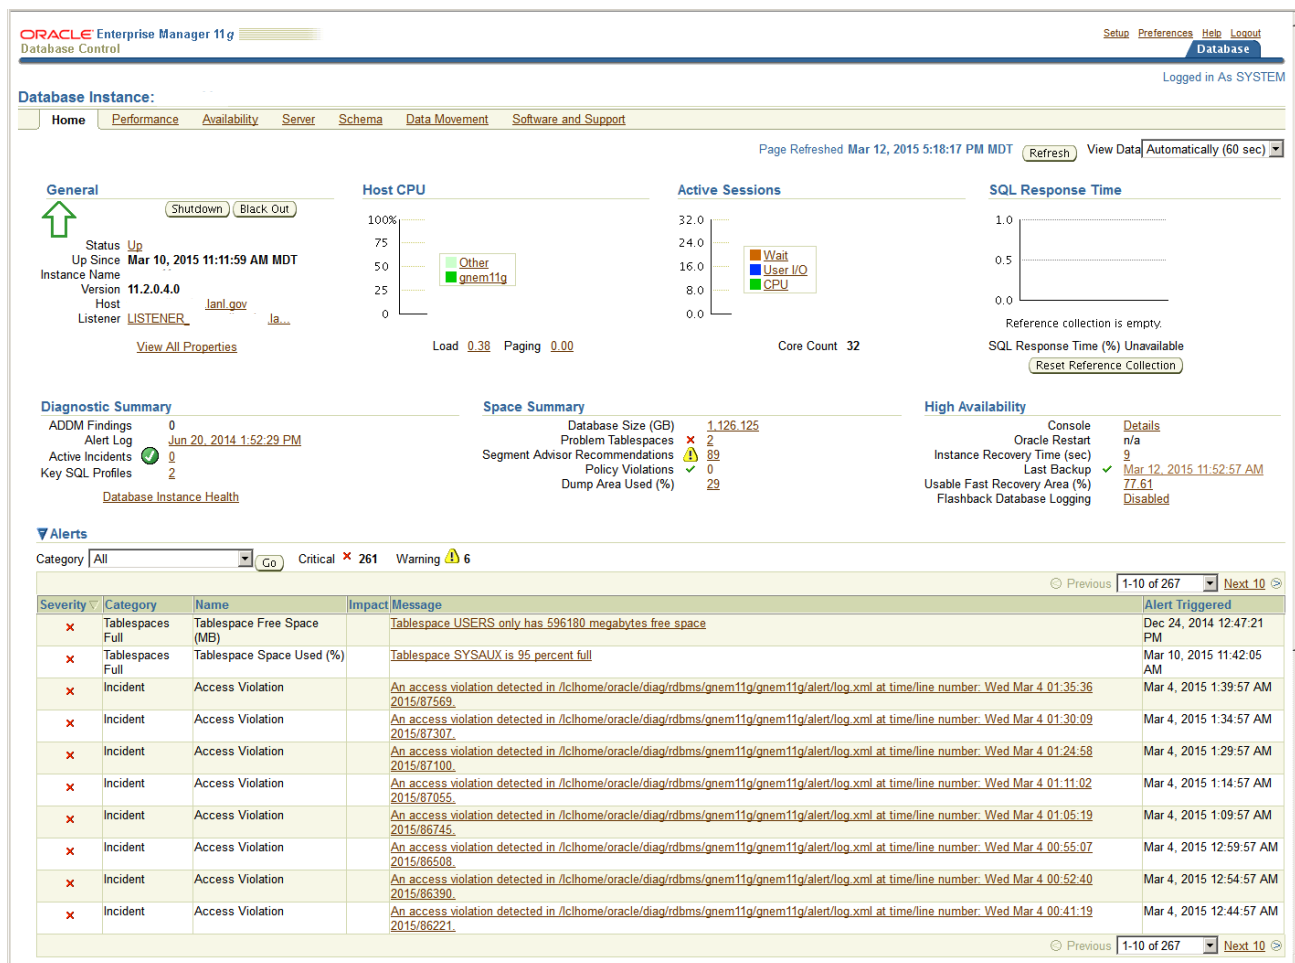 ORACLE Enterprise Manager 11g
Database Control
Setup Preferences Help Logout
Database
Logged in As SYSTEM
Database Instance:
Home Performance Availability Server Schema Data Movement Software and Support
Page Refreshed Mar 12, 2015 5:18:17 PM MDT Refresh View Data Automatically (60 sec)
General
Shutdown Black Out
Status Up
Up Since Mar 10, 2015 11:11:59 AM MDT
Instance Name
Version 11.2.0.4.0
Host .lanl.gov
Listener LISTENER_ .la...
View All Properties
Host CPU
100%
75
50
25
0
Other
gnem11g
Load 0.38 Paging 0.00
Active Sessions
32.0
24.0
16.0
8.0
0.0
Wait
User I/O
CPU
Core Count 32
SQL Response Time
1.0
0.5
0.0
Reference collection is empty.
SQL Response Time (%) Unavailable
Reset Reference Collection
Diagnostic Summary
ADDM Findings 0
Alert Log Jun 20, 2014 1:52:29 PM
Active Incidents 0
Key SQL Profiles 2
Database Instance Health
Space Summary
Database Size (GB) 1,126.125
Problem Tablespaces 2
Segment Advisor Recommendations 89
Policy Violations 0
Dump Area Used (%) 29
High Availability
Console Details
Oracle Restart n/a
Instance Recovery Time (sec) 9
Last Backup Mar 12, 2015 11:52:57 AM
Usable Fast Recovery Area (%) 77.61
Flashback Database Logging Disabled
Alerts
Category All Go Critical 261 Warning 6
Previous 1-10 of 267 Next 10
Severity Category Name Impact Message Alert Triggered
Tablespaces Tablespace Free Space Tablespace USERS only has 596180 megabytes free space Dec 24, 2014 12:47:21
Full (MB) PM
Tablespaces Tablespace Space Used (%) Tablespace SYSAUX is 95 percent full Mar 10, 2015 11:42:05
Full AM
Incident Access Violation An access violation detected in /lclhome/oracle/diag/rdbms/gnem11g/gnem11g/alert/log.xml at time/line number: Wed Mar 4 01:35:36 Mar 4, 2015 1:39:57 AM
2015/87569.
Incident Access Violation An access violation detected in /lclhome/oracle/diag/rdbms/gnem11g/gnem11g/alert/log.xml at time/line number: Wed Mar 4 01:30:09 Mar 4, 2015 1:34:57 AM
2015/87307.
Incident Access Violation An access violation detected in /lclhome/oracle/diag/rdbms/gnem11g/gnem11g/alert/log.xml at time/line number: Wed Mar 4 01:24:58 Mar 4, 2015 1:29:57 AM
2015/87100.
Incident Access Violation An access violation detected in /lclhome/oracle/diag/rdbms/gnem11g/gnem11g/alert/log.xml at time/line number: Wed Mar 4 01:11:02 Mar 4, 2015 1:14:57 AM
2015/87055.
Incident Access Violation An access violation detected in /lclhome/oracle/diag/rdbms/gnem11g/gnem11g/alert/log.xml at time/line number: Wed Mar 4 01:05:19 Mar 4, 2015 1:09:57 AM
2015/86745.
Incident Access Violation An access violation detected in /lclhome/oracle/diag/rdbms/gnem11g/gnem11g/alert/log.xml at time/line number: Wed Mar 4 00:55:07 Mar 4, 2015 12:59:57 AM
2015/86508.
Incident Access Violation An access violation detected in /lclhome/oracle/diag/rdbms/gnem11g/gnem11g/alert/log.xml at time/line number: Wed Mar 4 00:52:40 Mar 4, 2015 12:54:57 AM
2015/86390.
Incident Access Violation An access violation detected in /lclhome/oracle/diag/rdbms/gnem11g/gnem11g/alert/log.xml at time/line number: Wed Mar 4 00:41:19 Mar 4, 2015 12:44:57 AM
2015/86221.
Previous 1-10 of 267 Next 10